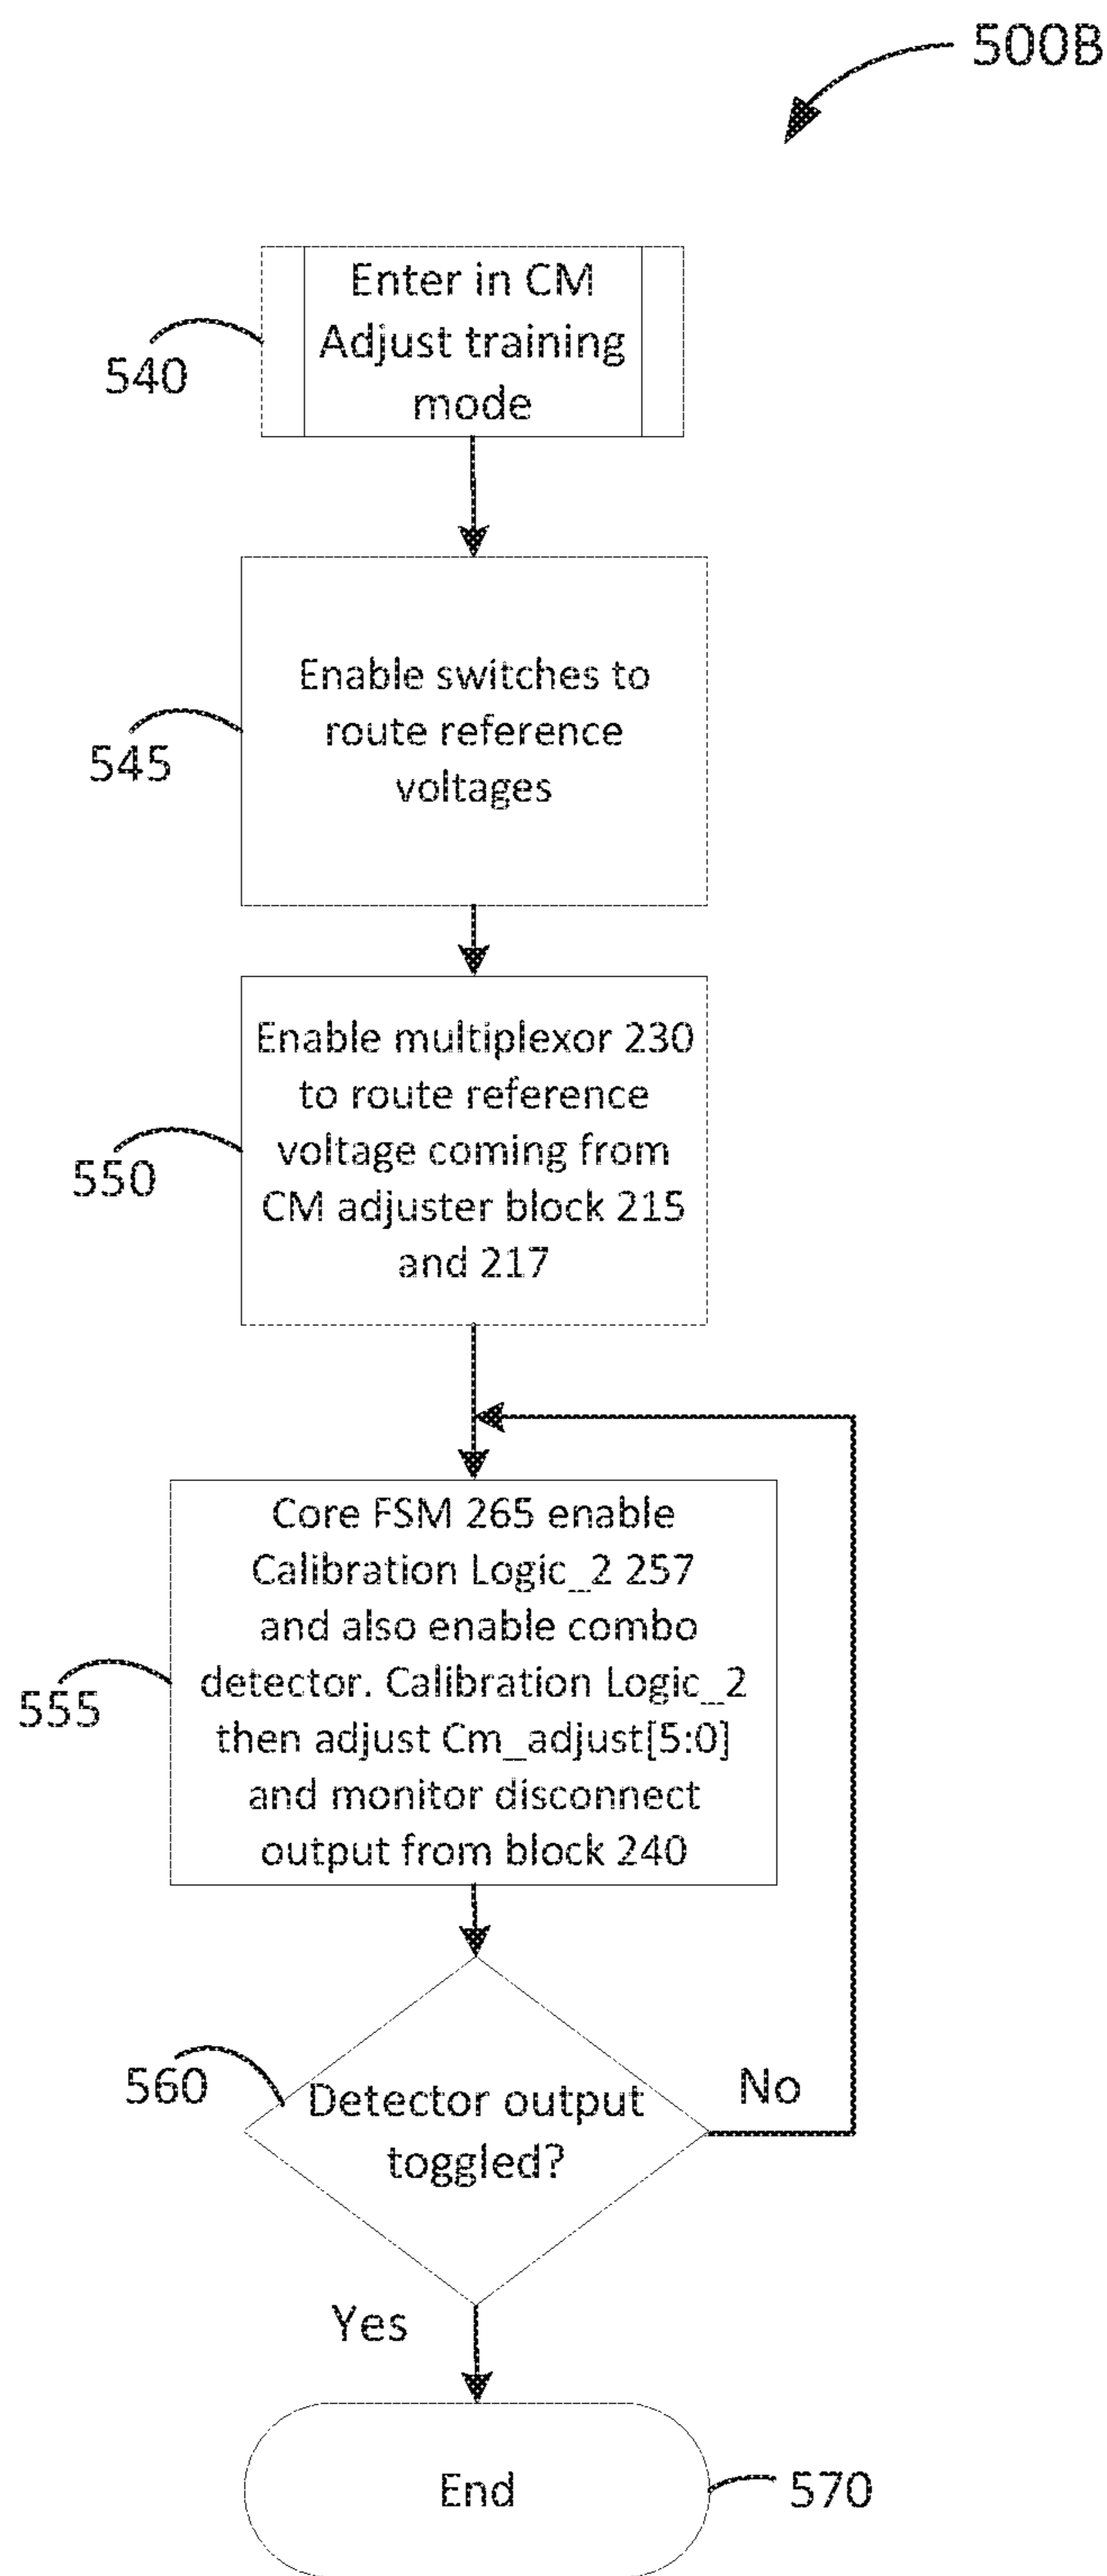 500B
Enter in CM
Adjust training
mode
540
Enable switches to
route reference
voltages
545
Enable multiplexor 230
to route reference
voltage coming from
CM adjuster block 215
and 217
550
Core FSM 265 enable
Calibration Logic_2 257
and also enable combo
detector. Calibration Logic_2
then adjust Cm_adjust[5:0]
and monitor disconnect
output from block 240
555
560
Detector output
toggled?
No
Yes
End
570